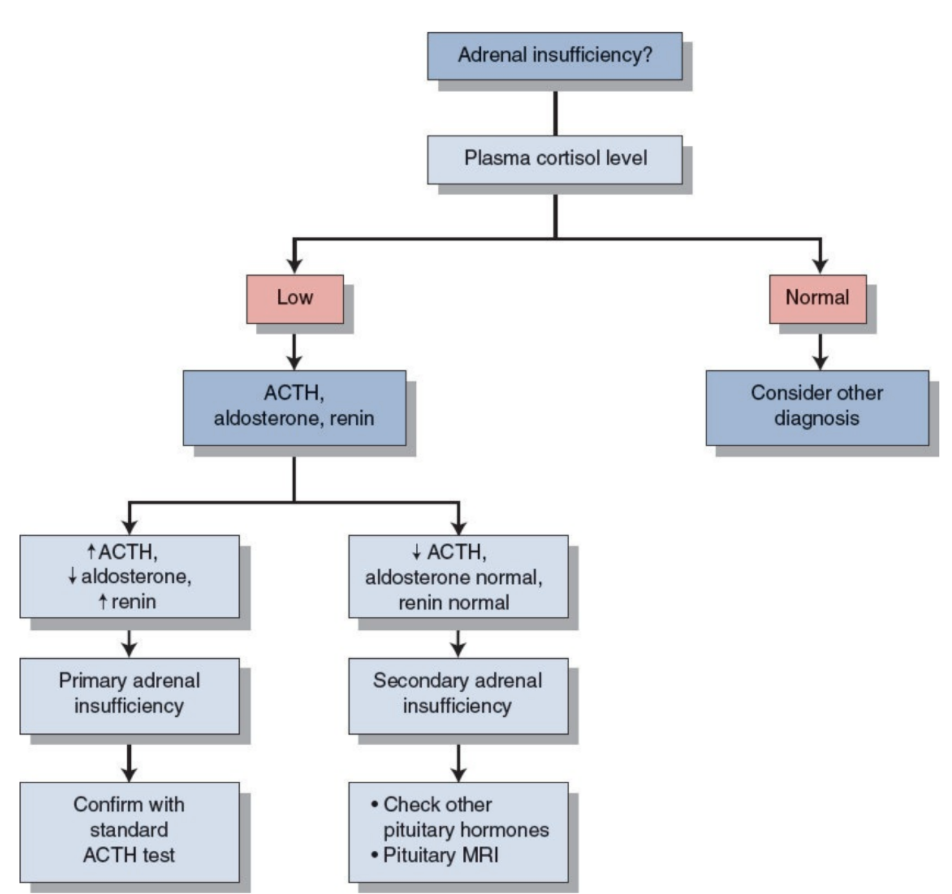 Adrenal insufficiency?
Plasma cortisol level
Low
Normal
ACTH,
aldosterone, renin
Consider other
diagnosis
↑ACTH,
↓aldosterone,
↑renin
↓ ACTH,
aldosterone normal,
renin normal
Primary adrenal
insufficiency
Secondary adrenal
insufficiency
Confirm with
standard
ACTH test
• Check other
pituitary hormones
• Pituitary MRI